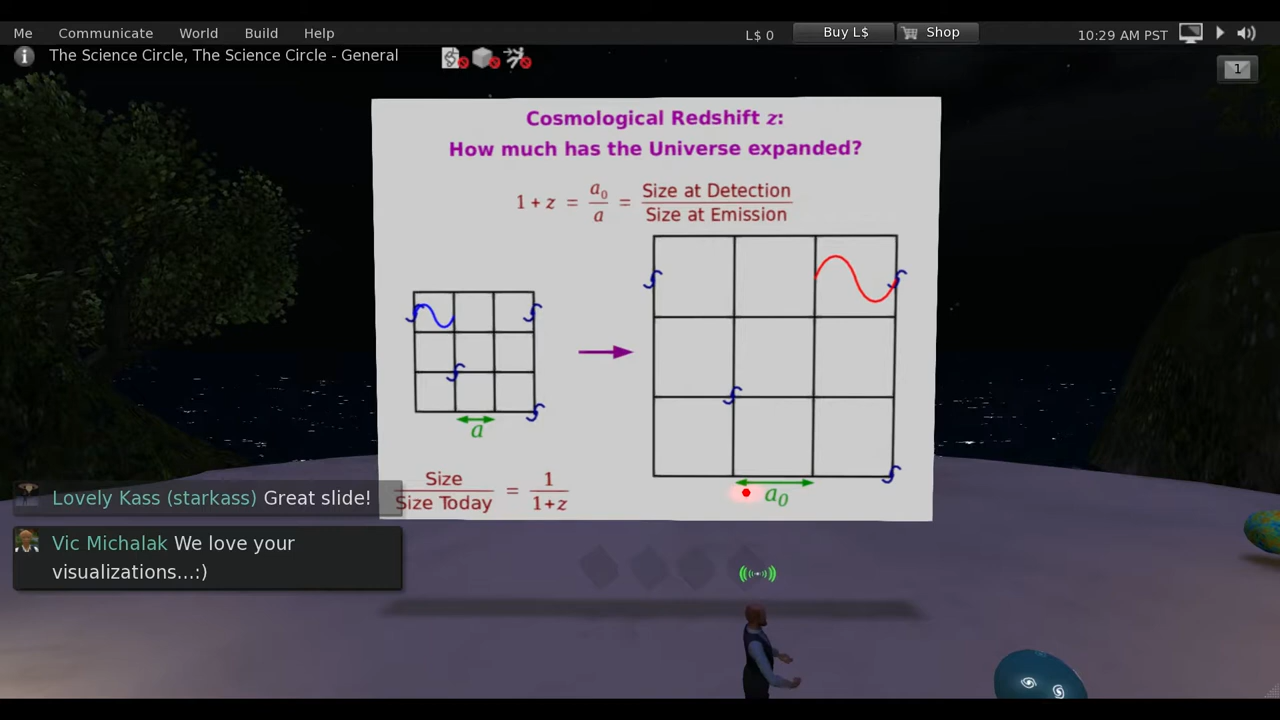 Me Communicate World Build Help L$ 0 Buy L$ Shop 10:29 AM PST
The Science Circle, The Science Circle - General
1
Cosmological Redshift z:
How much has the Universe expanded?
1 + z = a₀/a = Size at Detection / Size at Emission
a
a₀
Size / Size Today = 1 / 1+z
Lovely Kass (starkass) Great slide!
Vic Michalak We love your
visualizations...:)